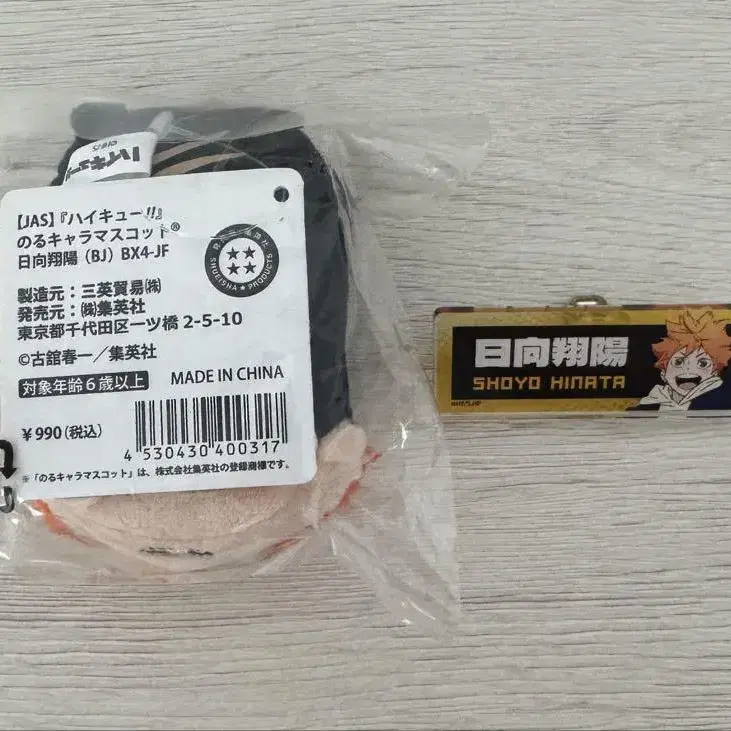 ハイキュー
【JAS】『ハイキュー!!』
のるキャラマスコット®
日向翔陽（BJ）BX4-JF
SHUEISHA ★ PRODUCTS
製造元：三英貿易㈱
発売元：㈱集英社
東京都千代田区一ツ橋 2-5-10
©古舘春一／集英社
対象年齢6歳以上
MADE IN CHINA
￥990(税込)
4 530430 400317
※「のるキャラマスコット」は、株式会社集英社の登録商標です。
日向翔陽
SHOYO HINATA